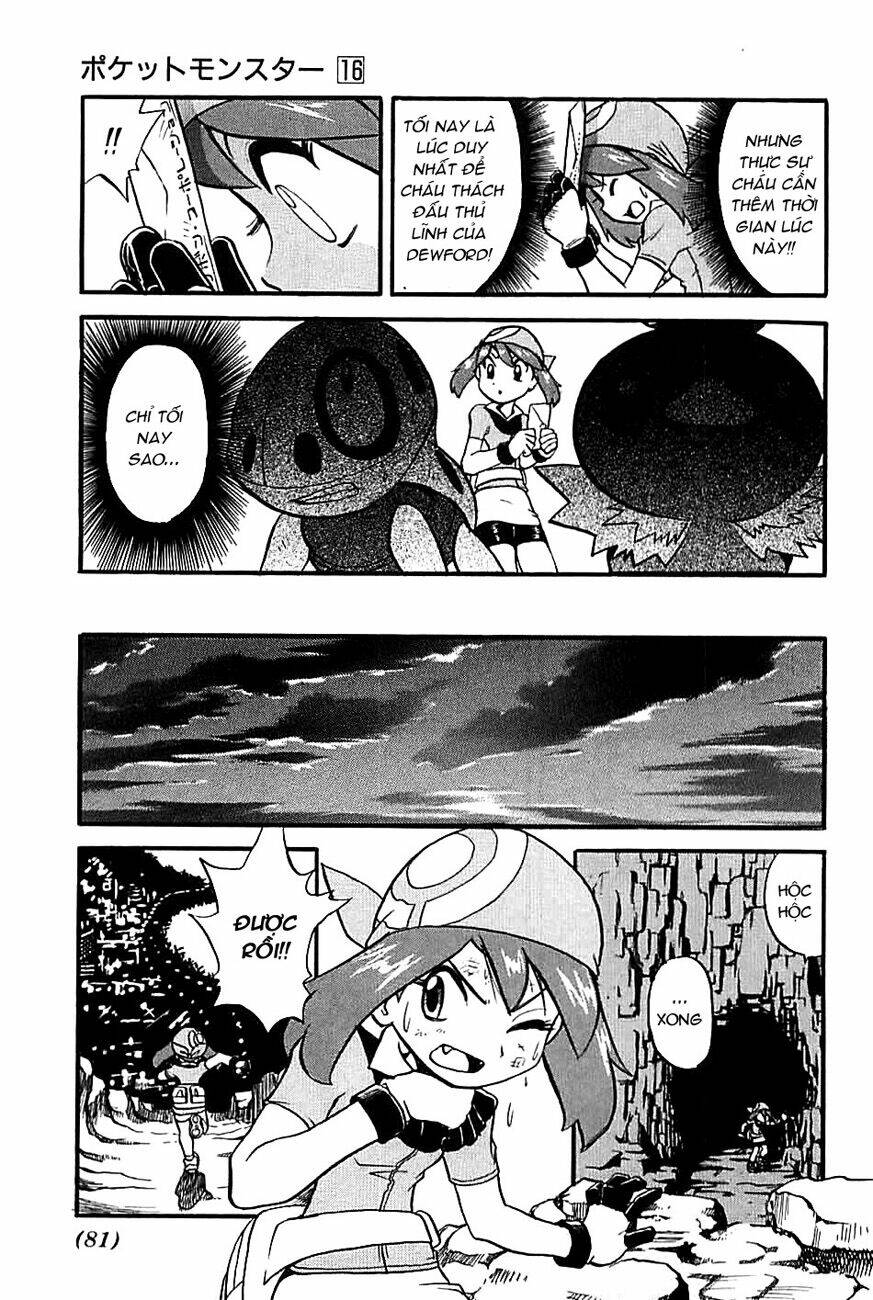 ポケットモンスター 16
NHƯNG
THỰC SỰ
CHÁU CẦN
THÊM THỜI
GIAN LÚC
NÀY!!
TỐI NAY LÀ
LÚC DUY
NHẤT ĐỂ
CHÁU THÁCH
ĐẤU THỦ
LĨNH CỦA
DEWFORD!
!!
CHỈ TỐI
NAY
SAO...
HỘC
HỘC
...
XONG
ĐƯỢC
RỒI!!
(81)